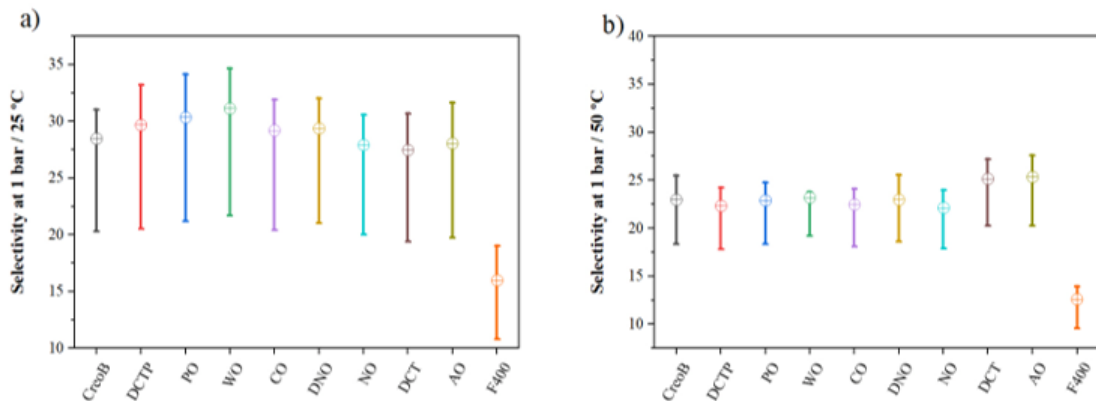 a)
Selectivity at 1 bar / 25 °C
35
30
25
20
15
10
CreoB
DCTP
PO
WO
CO
DNO
NO
DCT
AO
F400
b)
Selectivity at 1 bar / 50 °C
40
35
30
25
20
15
10
CreoB
DCTP
PO
WO
CO
DNO
NO
DCT
AO
F400